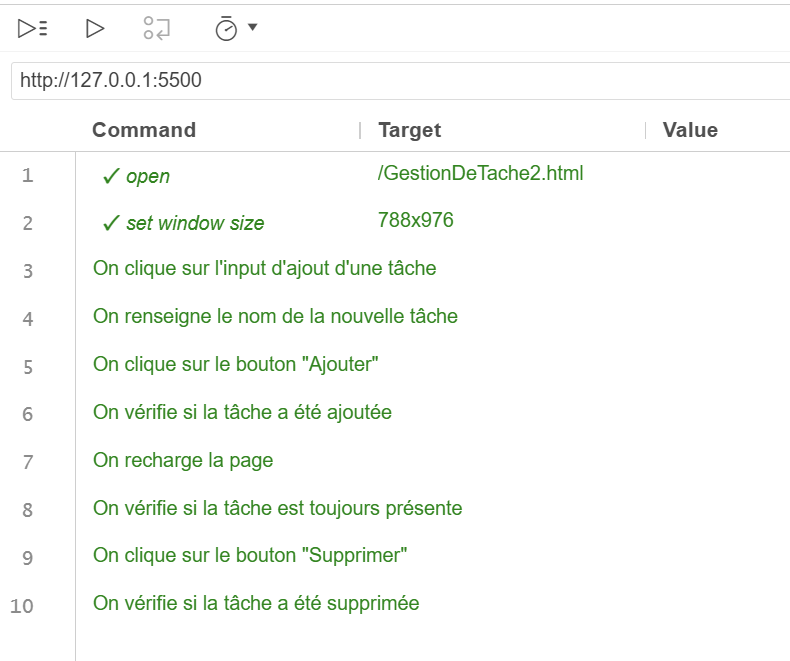 http://127.0.0.1:5500
Command Target Value
1 ✓ open /GestionDeTache2.html
2 ✓ set window size 788x976
3 On clique sur l'input d'ajout d'une tâche
4 On renseigne le nom de la nouvelle tâche
5 On clique sur le bouton "Ajouter"
6 On vérifie si la tâche a été ajoutée
7 On recharge la page
8 On vérifie si la tâche est toujours présente
9 On clique sur le bouton "Supprimer"
10 On vérifie si la tâche a été supprimée